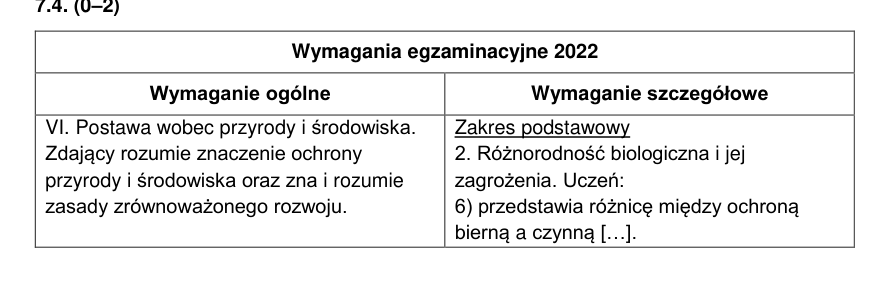 7.4. (0–2)
Wymagania egzaminacyjne 2022
Wymaganie ogólne
Wymaganie szczegółowe
VI. Postawa wobec przyrody i środowiska.
Zdający rozumie znaczenie ochrony
przyrody i środowiska oraz zna i rozumie
zasady zrównoważonego rozwoju.
Zakres podstawowy
2. Różnorodność biologiczna i jej
zagrożenia. Uczeń:
6) przedstawia różnicę między ochroną
bierną a czynną […].